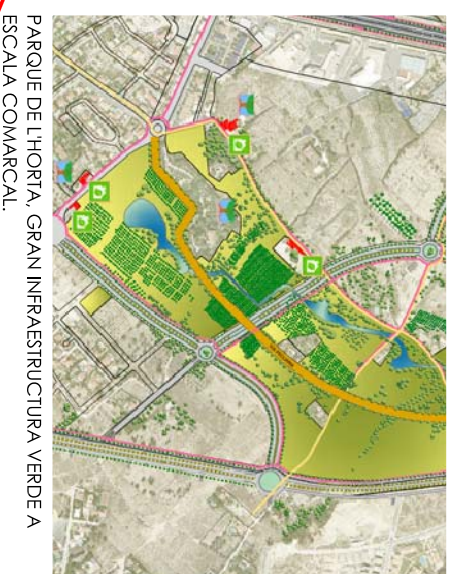 PARQUE DE L'HORTA, GRAN INFRAESTRUCTURA VERDE A
ESCALA COMARCAL.